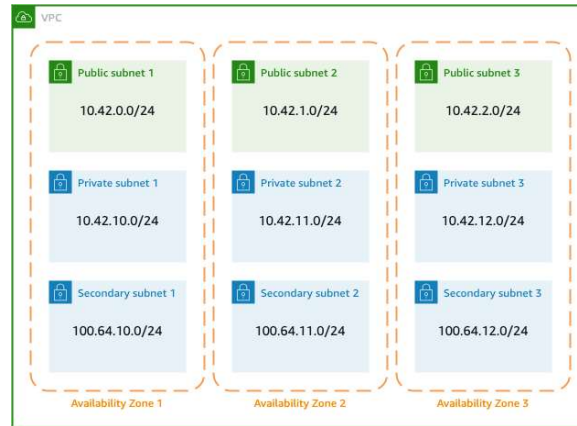 VPC
Public subnet 1
10.42.0.0/24
Private subnet 1
10.42.10.0/24
Secondary subnet 1
100.64.10.0/24
Availability Zone 1
Public subnet 2
10.42.1.0/24
Private subnet 2
10.42.11.0/24
Secondary subnet 2
100.64.11.0/24
Availability Zone 2
Public subnet 3
10.42.2.0/24
Private subnet 3
10.42.12.0/24
Secondary subnet 3
100.64.12.0/24
Availability Zone 3